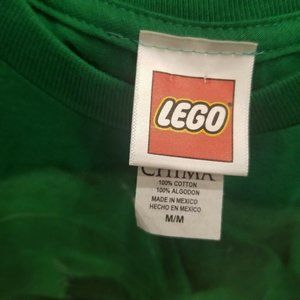 LEGO
CHIMA
100% COTTON
100% ALGODON
MADE IN MEXICO
HECHO EN MEXICO
M/M